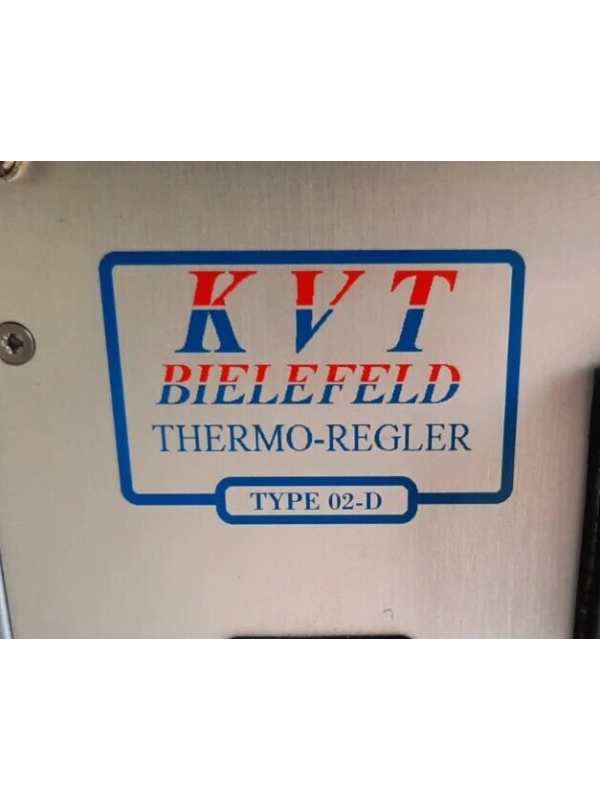 KVT
BIELEFELD
THERMO-REGLER
TYPE 02-D